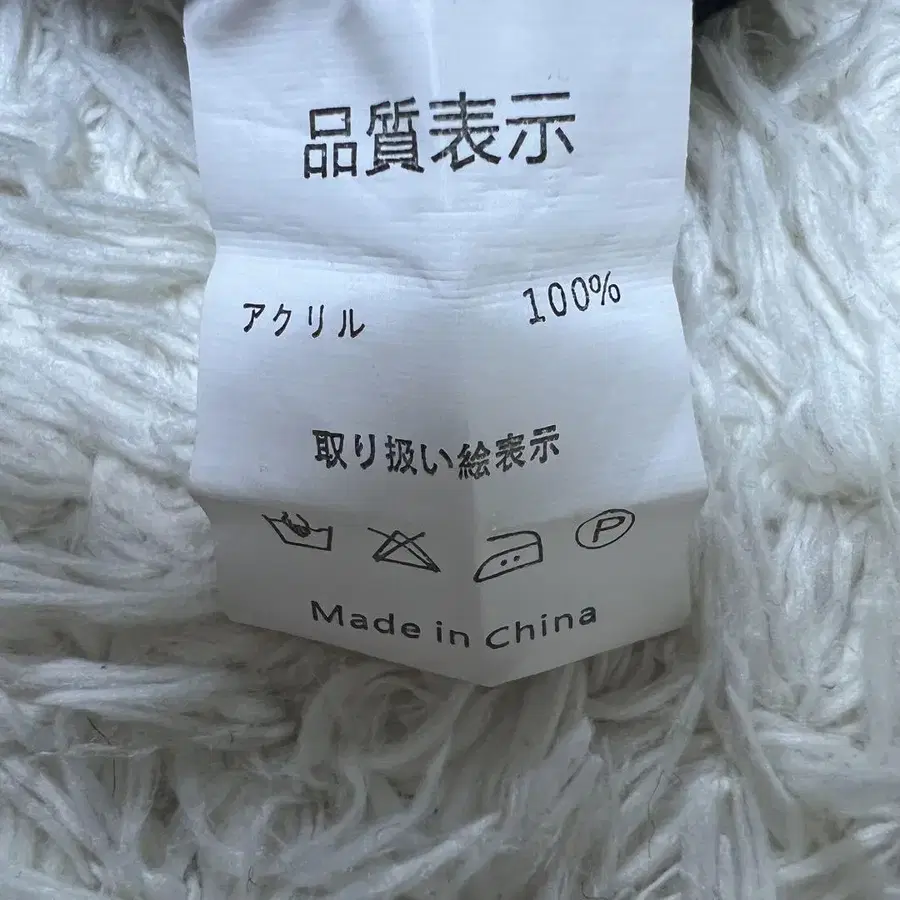 品質表示
アクリル 100%
取り扱い絵表示
P
Made in China